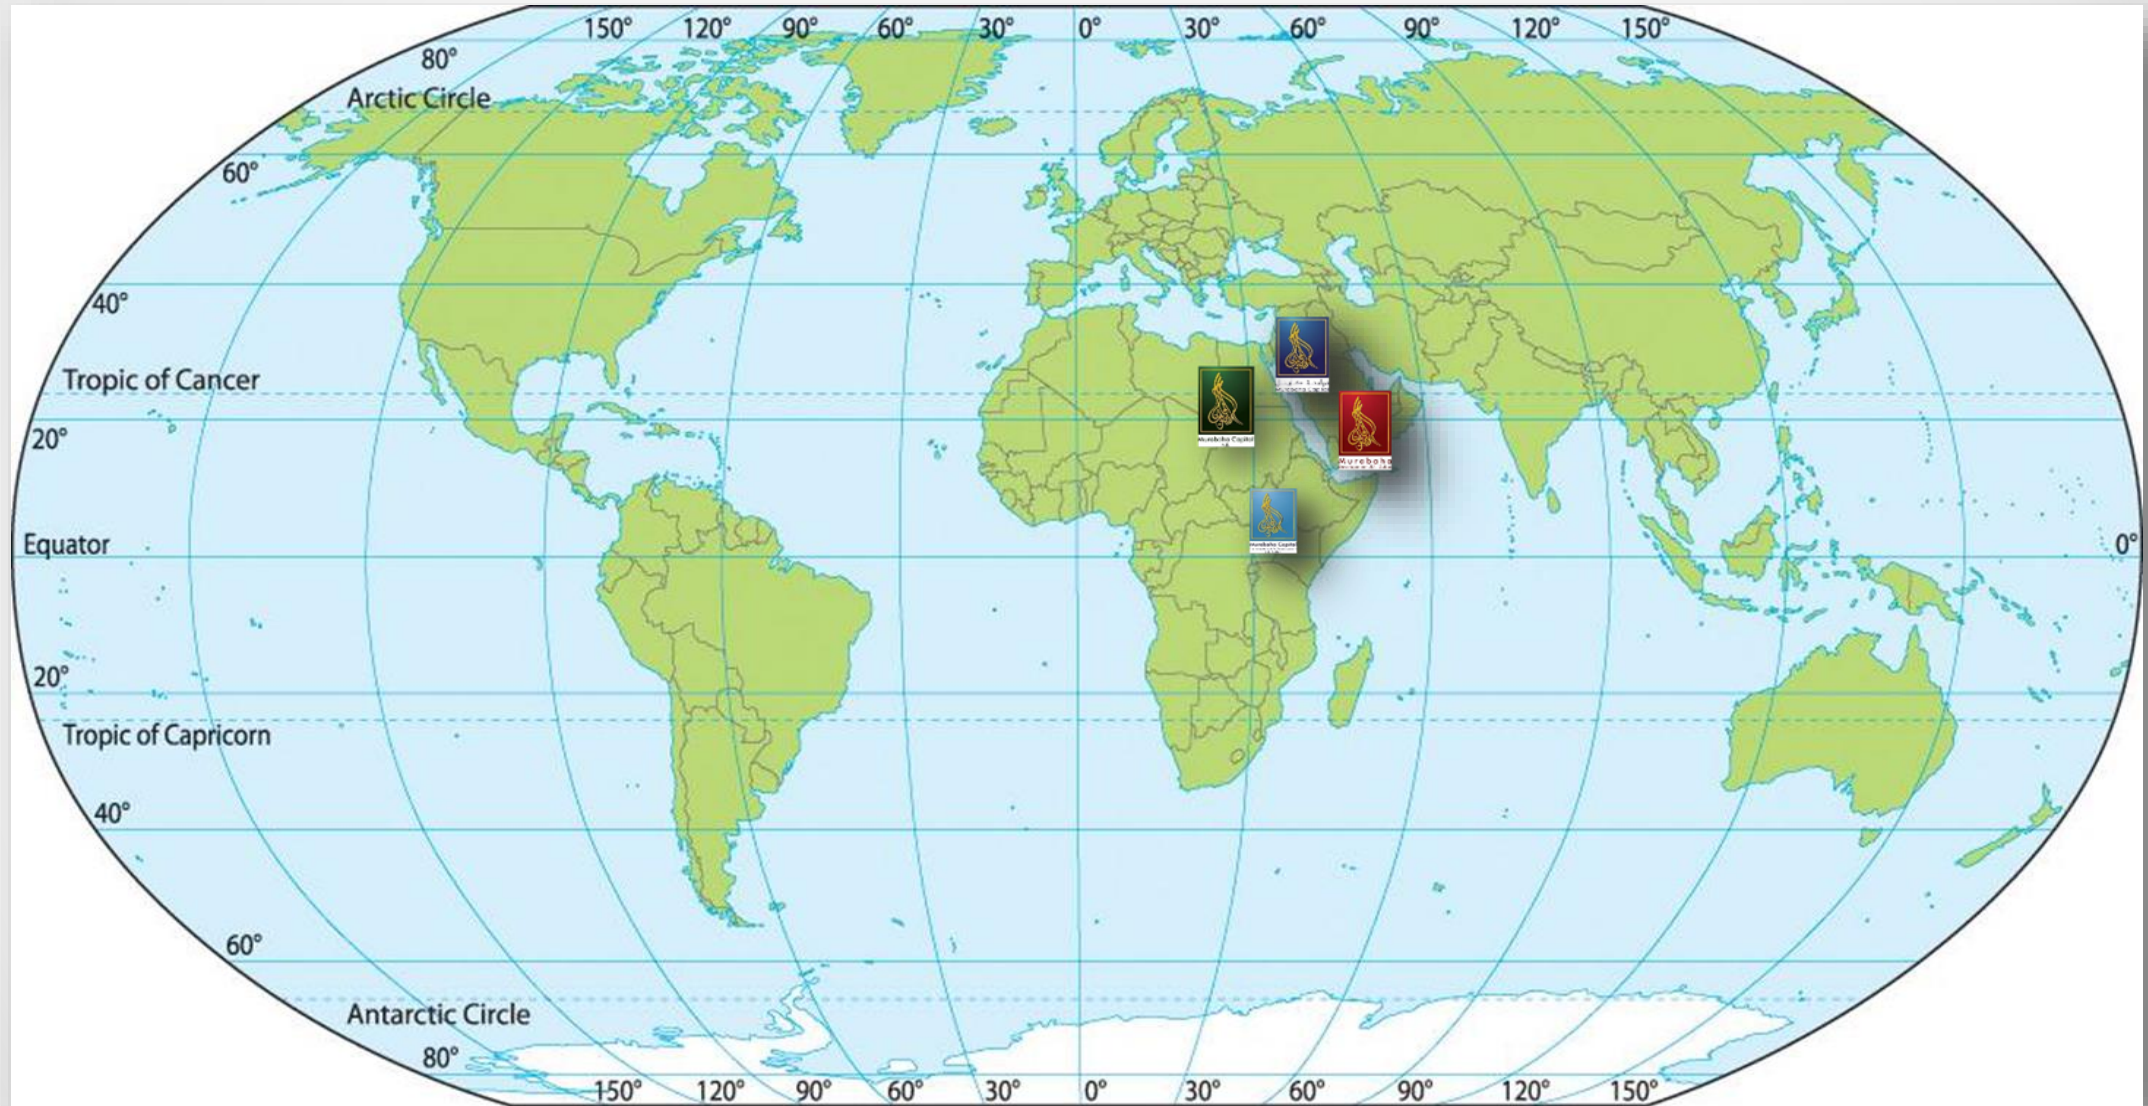 150° 120° 90° 60° 30° 0° 30° 60° 90° 120° 150°
80°
Arctic Circle
60°
40°
Tropic of Cancer
20°
Murabaha Capital
Murabaha
Murabaha Capital
Equator
0°
20°
Tropic of Capricorn
40°
60°
Antarctic Circle
80°
150° 120° 90° 60° 30° 0° 30° 60° 90° 120° 150°